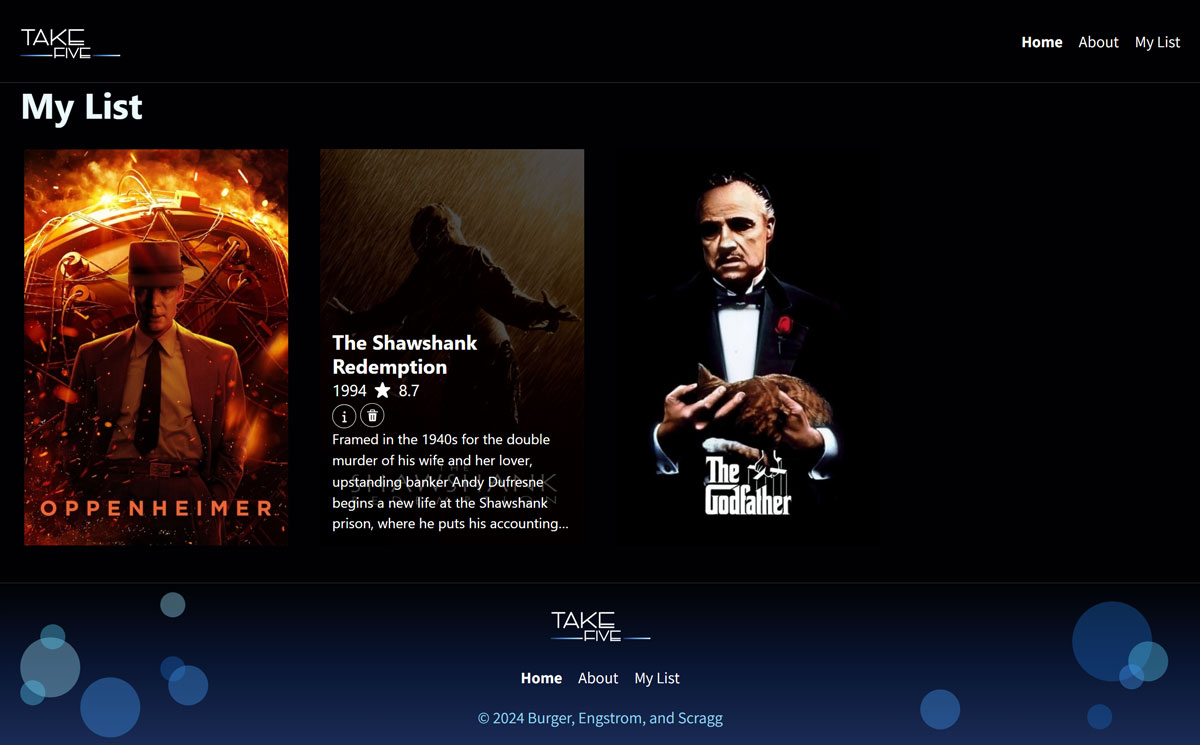 TAKE
FIVE
Home About My List
My List
OPPENHEIMER
The Shawshank
Redemption
1994 ★ 8.7
i
Framed in the 1940s for the double
murder of his wife and her lover,
upstanding banker Andy Dufresne
begins a new life at the Shawshank
prison, where he puts his accounting...
SHAWSHANK
The
Godfather
TAKE
FIVE
Home About My List
© 2024 Burger, Engstrom, and Scragg